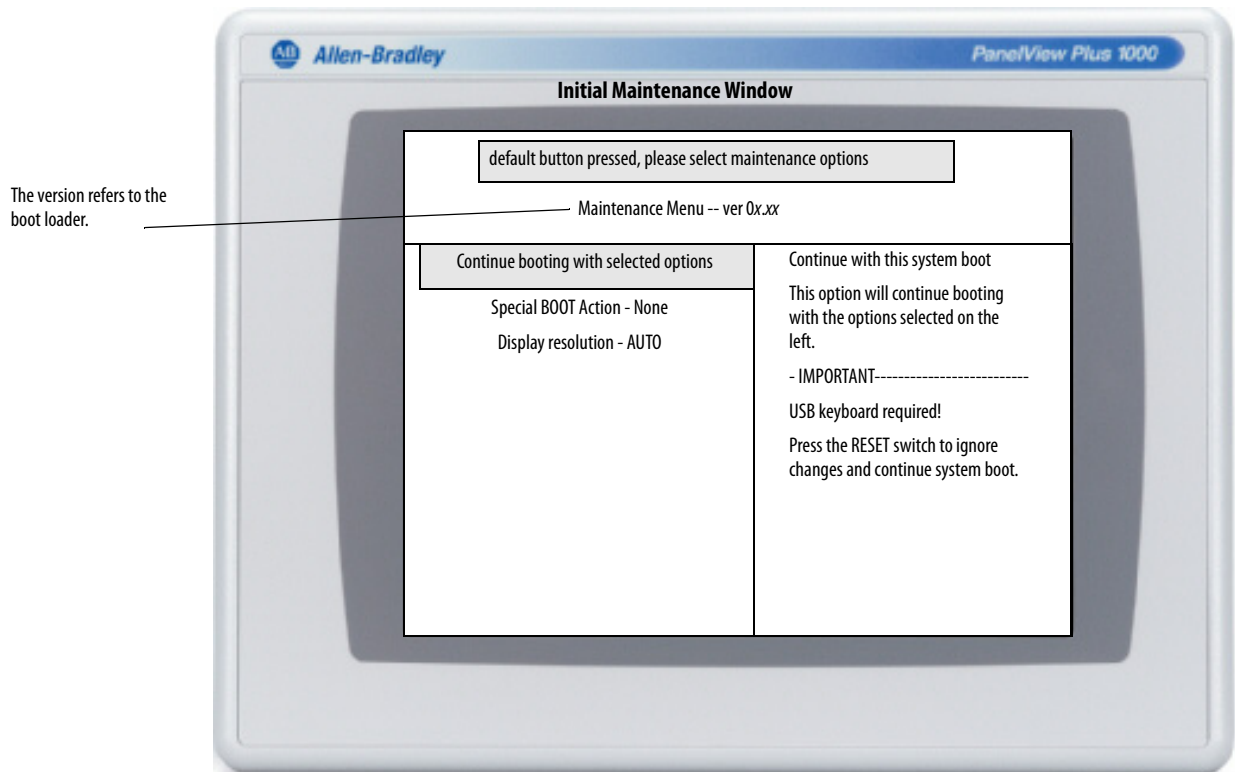 AB Allen-Bradley
PanelView Plus 1000
Initial Maintenance Window
default button pressed, please select maintenance options
The version refers to the
boot loader.
Maintenance Menu -- ver 0x.xx
Continue booting with selected options
Special BOOT Action - None
Display resolution - AUTO
Continue with this system boot
This option will continue booting
with the options selected on the
left.
- IMPORTANT--------------------------
USB keyboard required!
Press the RESET switch to ignore
changes and continue system boot.